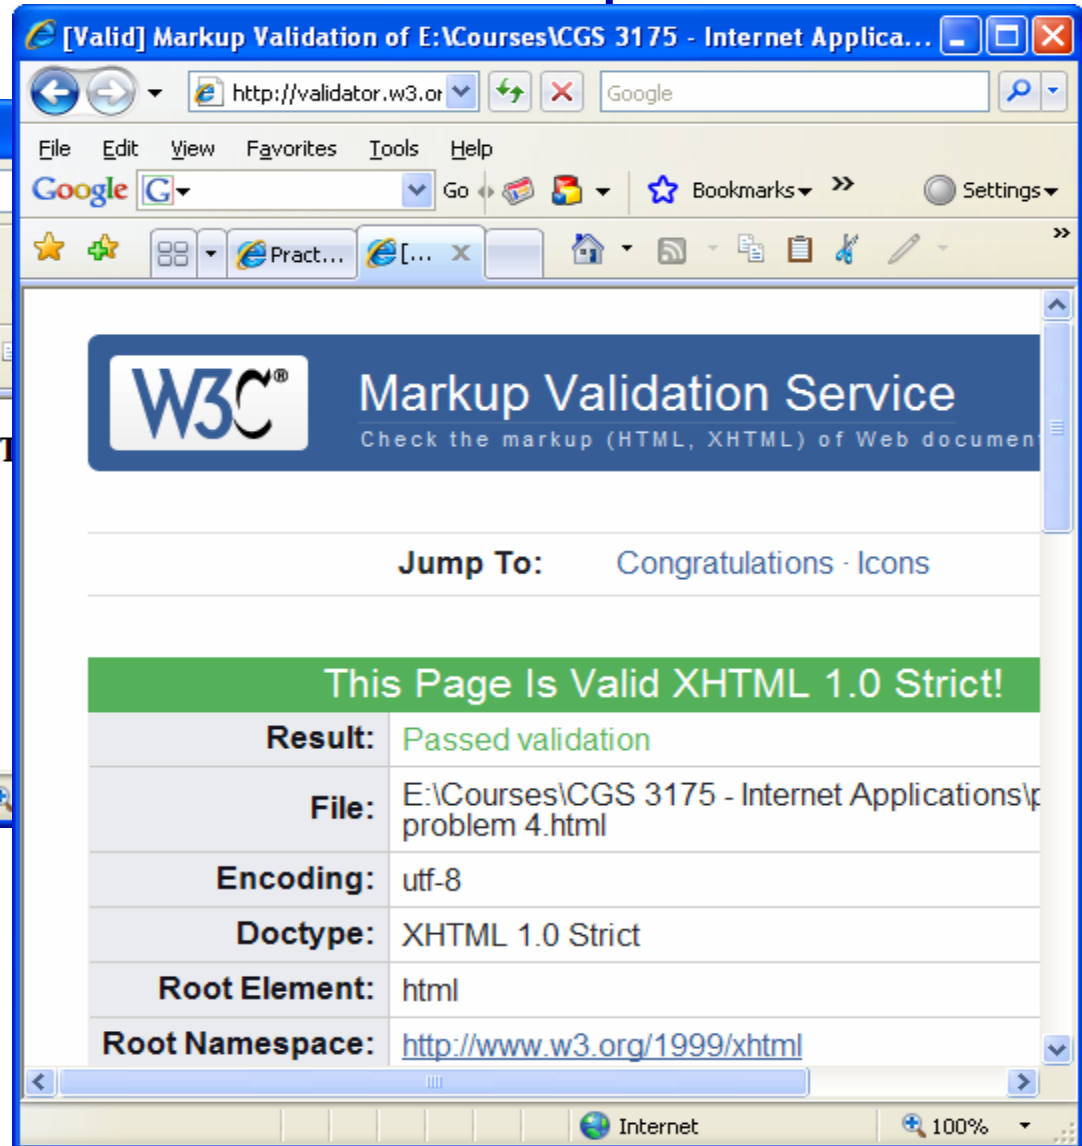 [Valid] Markup Validation of E:\Courses\CGS 3175 - Internet Applica...
http://validator.w3.or
Google
File Edit View Favorites Tools Help
Google G Go Bookmarks » Settings
Pract... [... x »
W3C®
Markup Validation Service
Check the markup (HTML, XHTML) of Web documen
Jump To: Congratulations · Icons
This Page Is Valid XHTML 1.0 Strict!
Result: Passed validation
File: E:\Courses\CGS 3175 - Internet Applications\p
problem 4.html
Encoding: utf-8
Doctype: XHTML 1.0 Strict
Root Element: html
Root Namespace: http://www.w3.org/1999/xhtml
Internet 100%